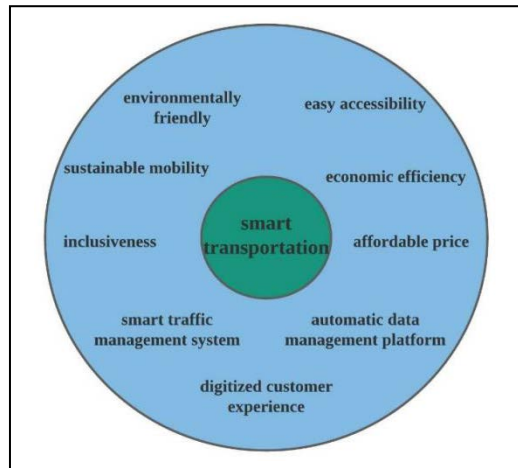 environmentally
friendly
easy accessibility
sustainable mobility
economic efficiency
smart
transportation
inclusiveness
affordable price
smart traffic
management system
automatic data
management platform
digitized customer
experience